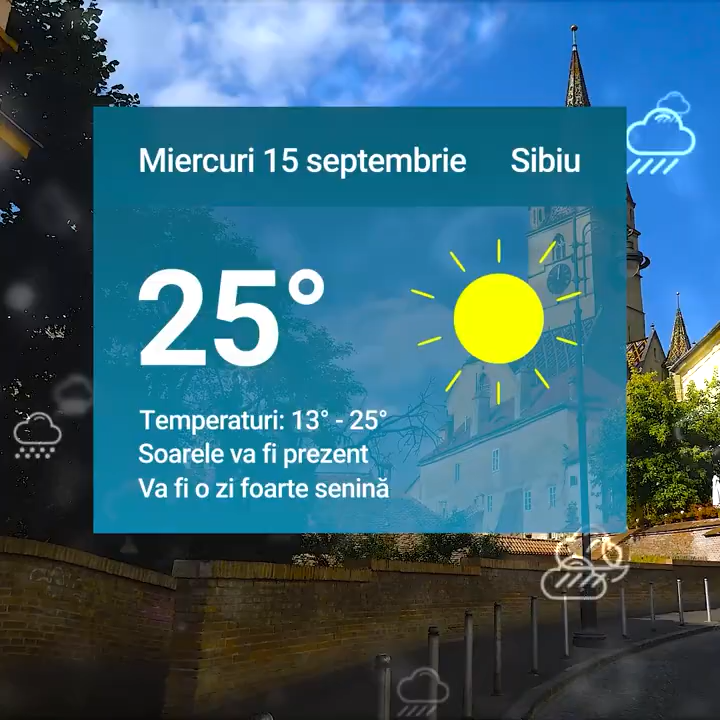 Miercuri 15 septembrie Sibiu
25°
Temperaturi: 13° - 25°
Soarele va fi prezent
Va fi o zi foarte senină